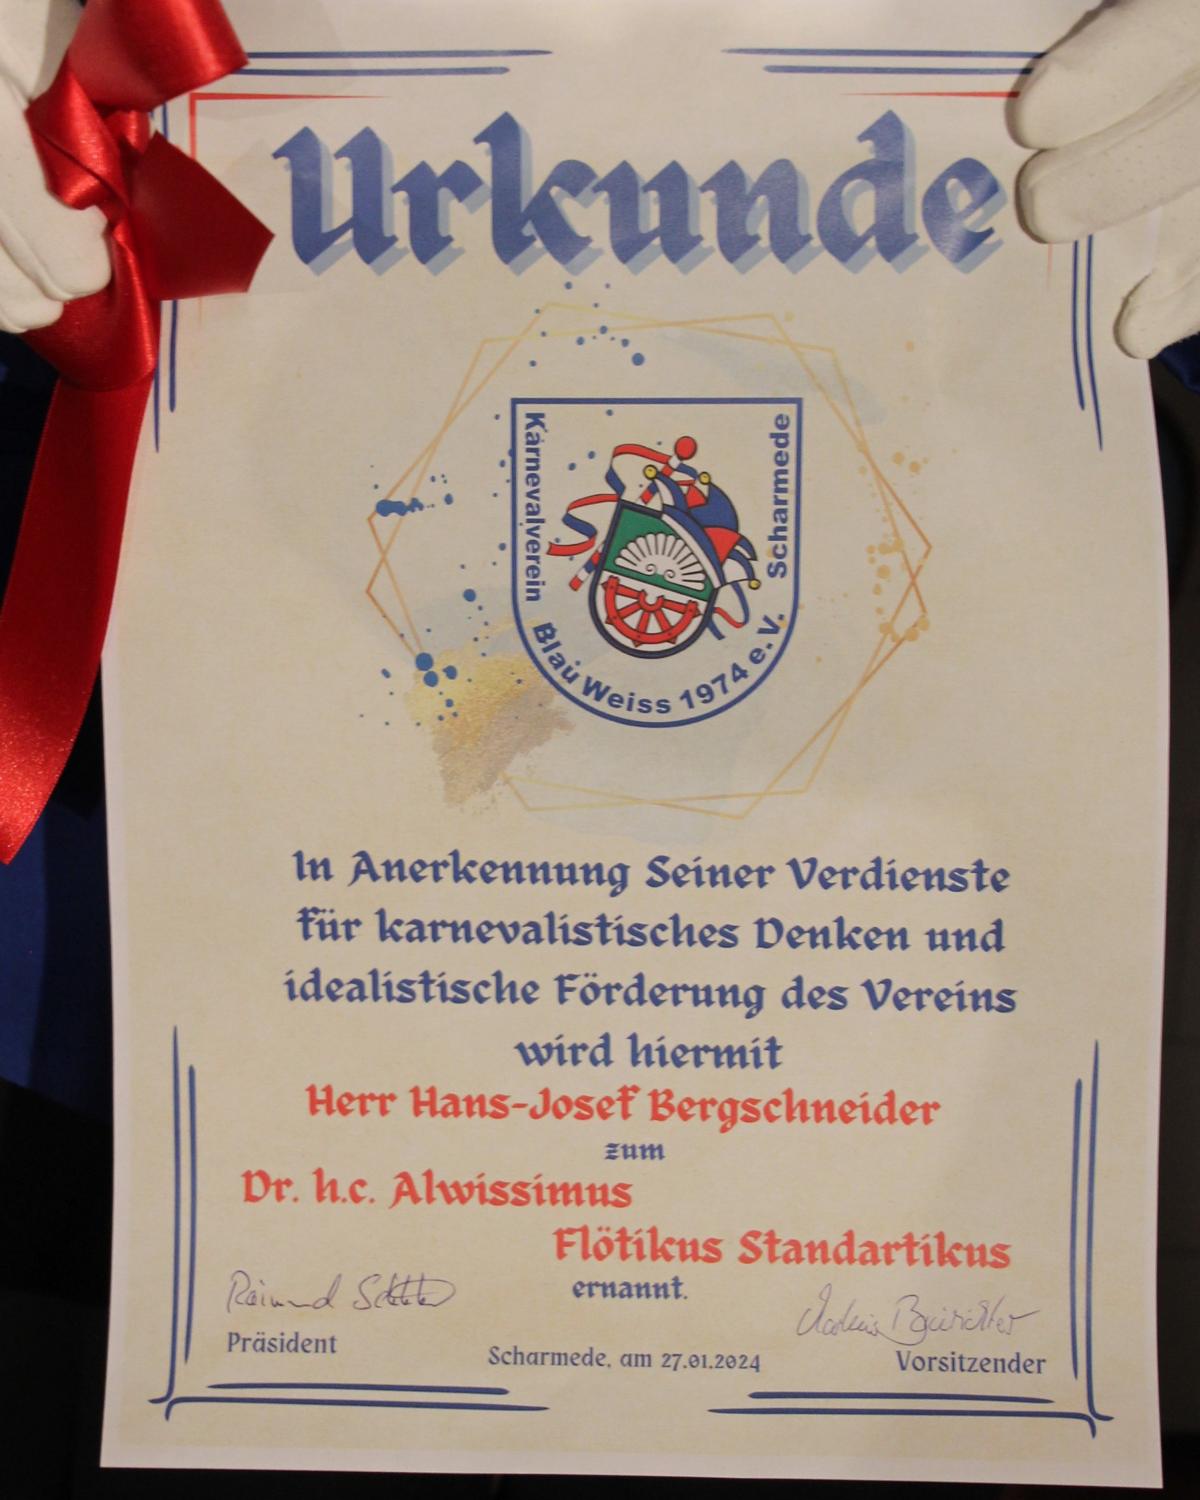 Urkunde
Karnevalverein
Blau Weiss 1974 e.V.
Scharmede
In Anerkennung Seiner Verdienste
für karnevalistisches Denken und
idealistische Förderung des Vereins
wird hiermit
Herr Hans-Josef Bergschneider
zum
Dr. h.c. Alwissimus
Flötikus Standartikus
ernannt.
Präsident
Scharmede, am 27.01.2024
Vorsitzender